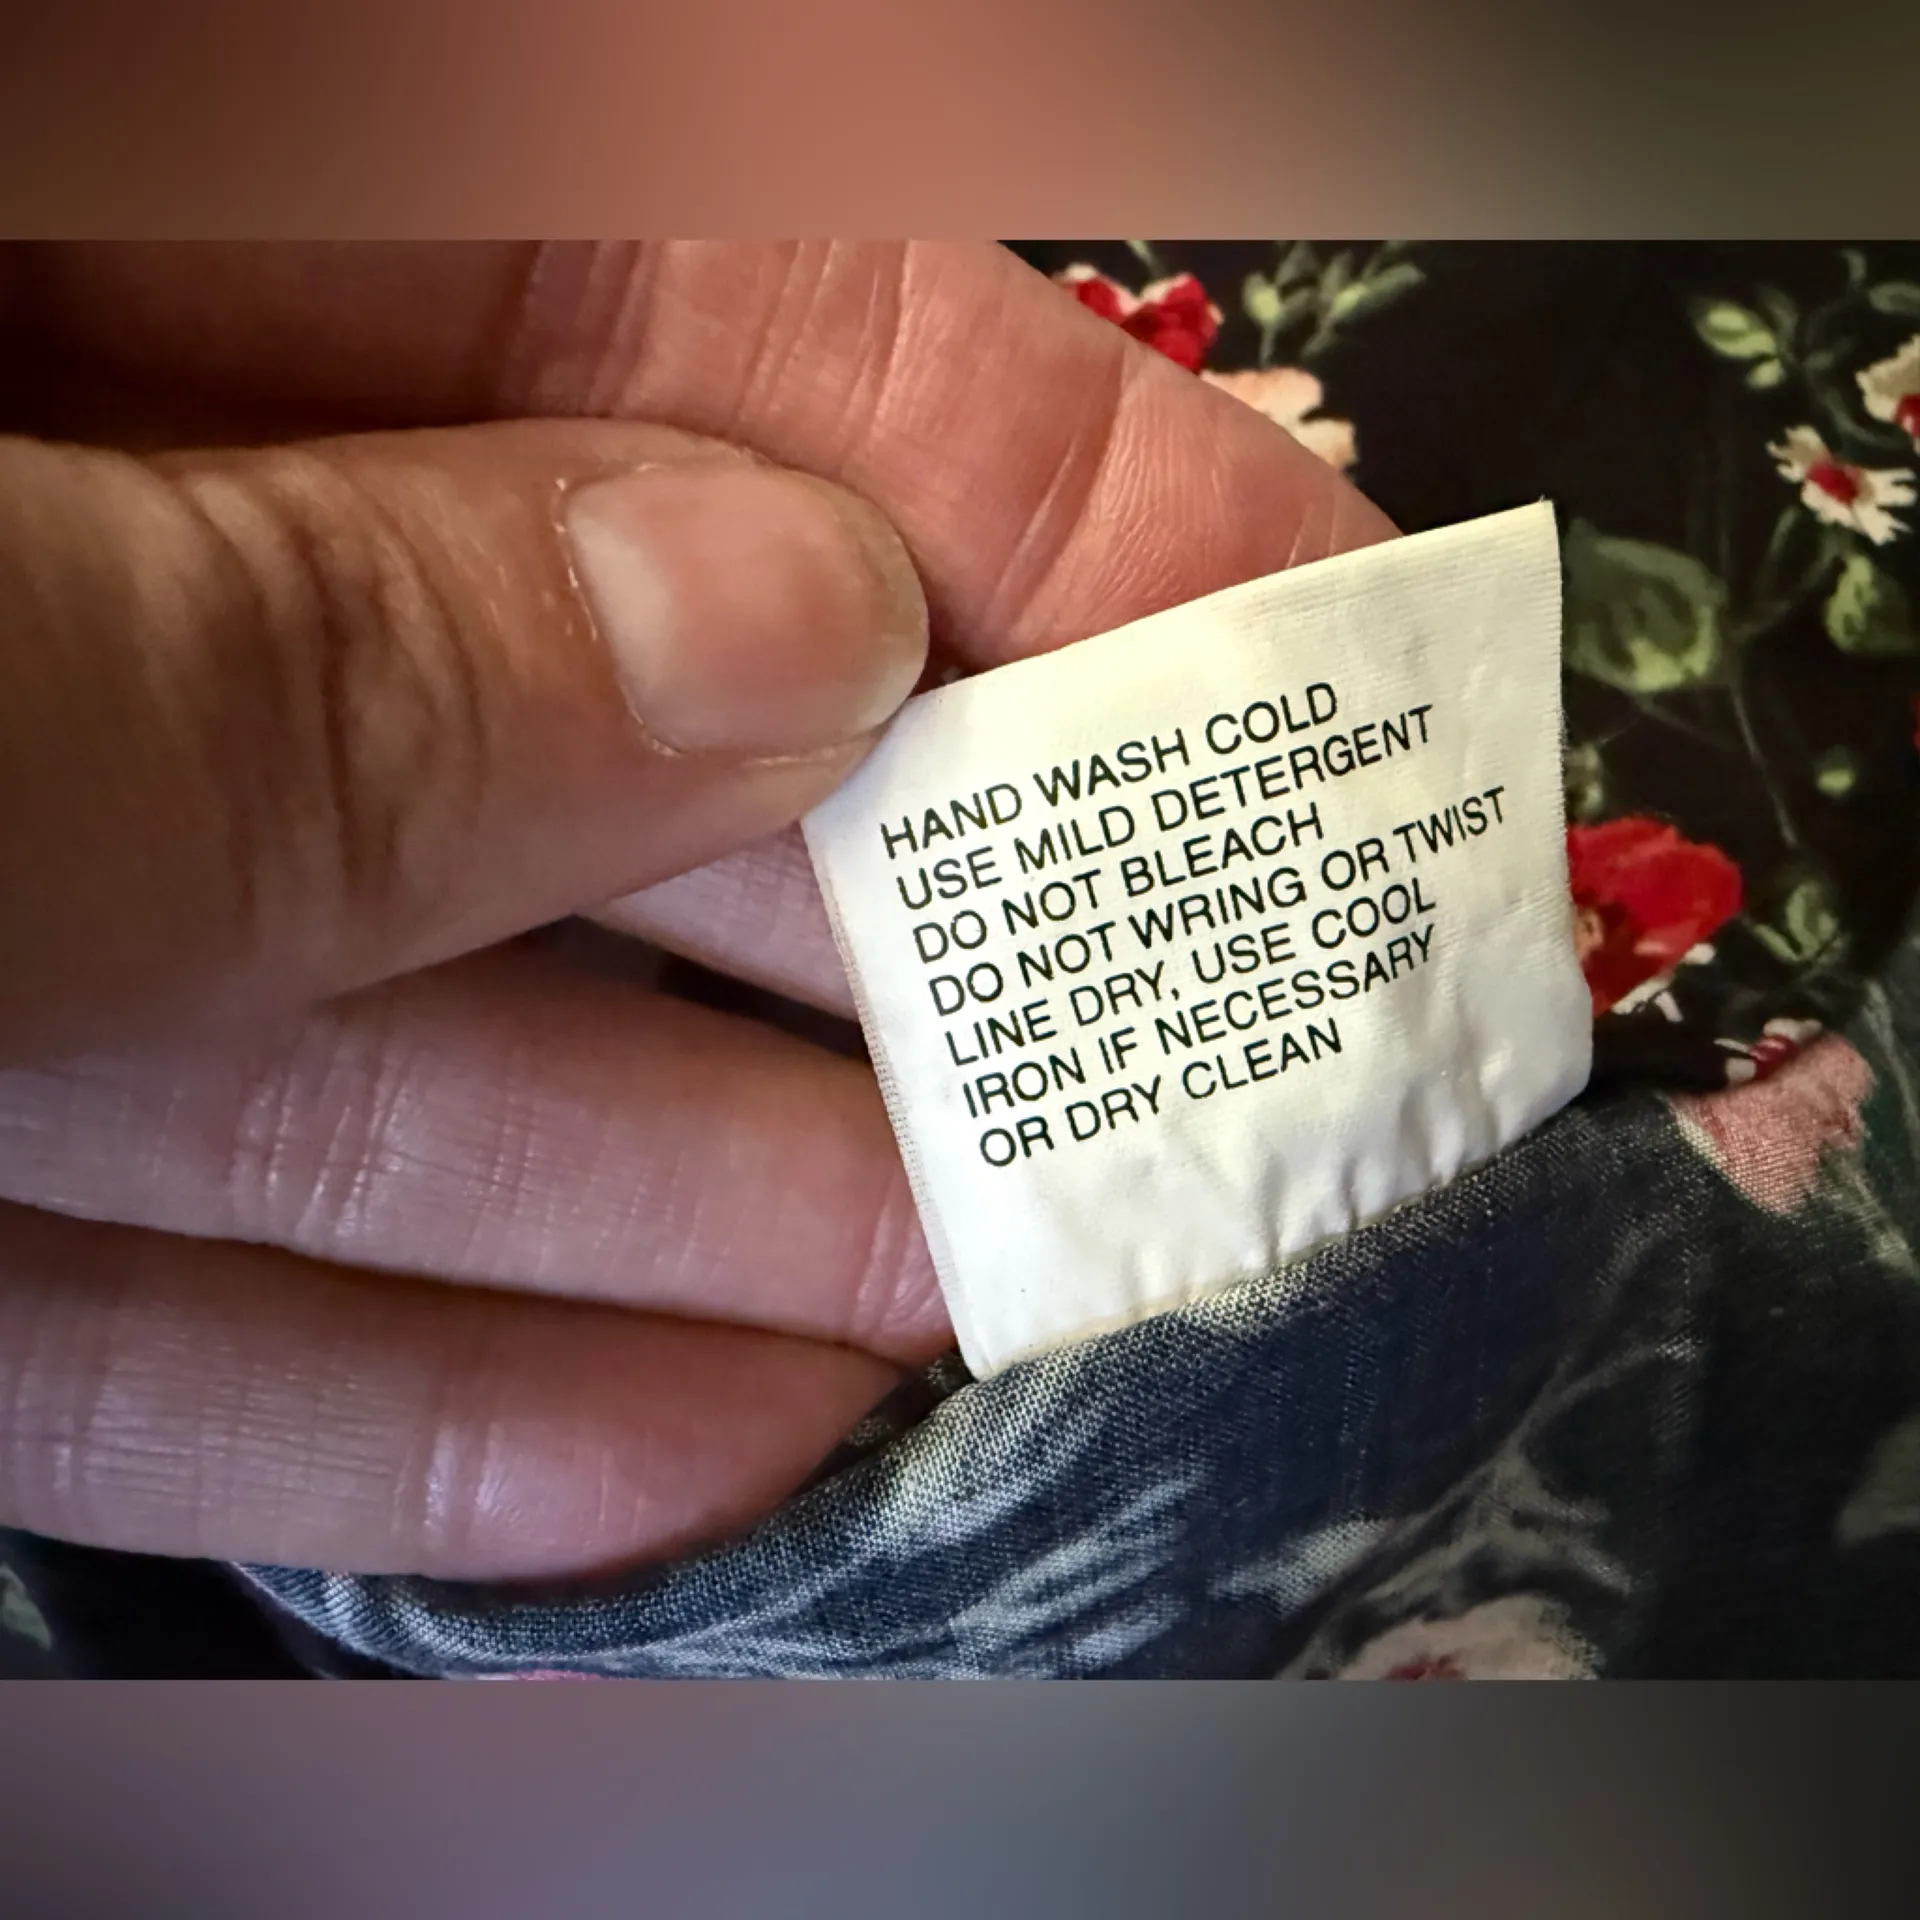 HAND WASH COLD
USE MILD DETERGENT
DO NOT BLEACH
DO NOT WRING OR TWIST
LINE DRY, USE COOL
IRON IF NECESSARY
OR DRY CLEAN